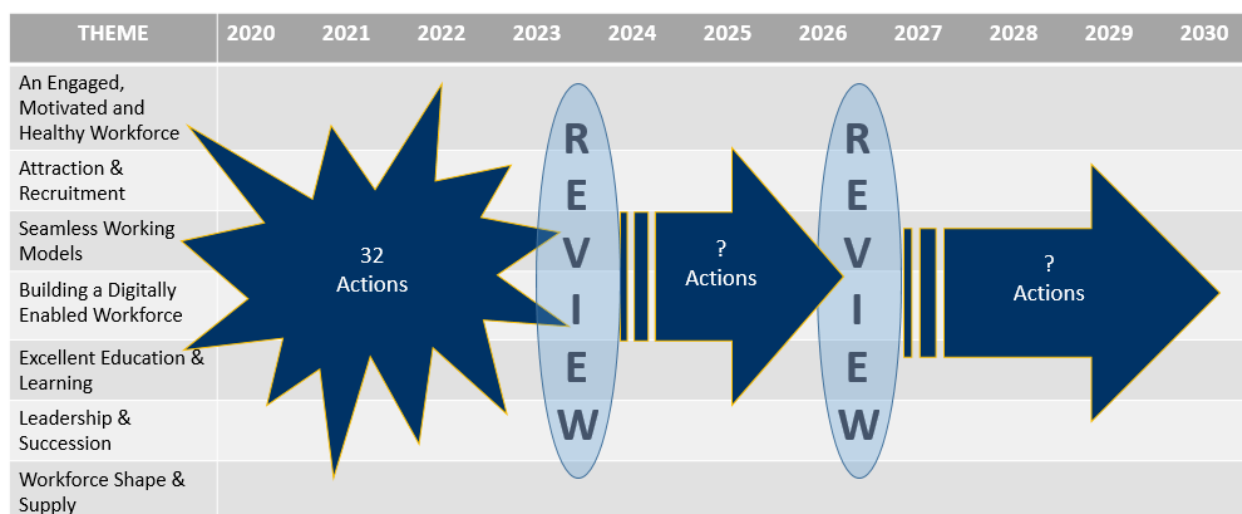 THEME 2020 2021 2022 2023 2024 2025 2026 2027 2028 2029 2030
An Engaged,
Motivated and
Healthy Workforce
Attraction &
Recruitment
Seamless Working
Models
Building a Digitally
Enabled Workforce
Excellent Education &
Learning
Leadership &
Succession
Workforce Shape &
Supply
32
Actions
R
E
V
I
E
W
?
Actions
R
E
V
I
E
W
?
Actions